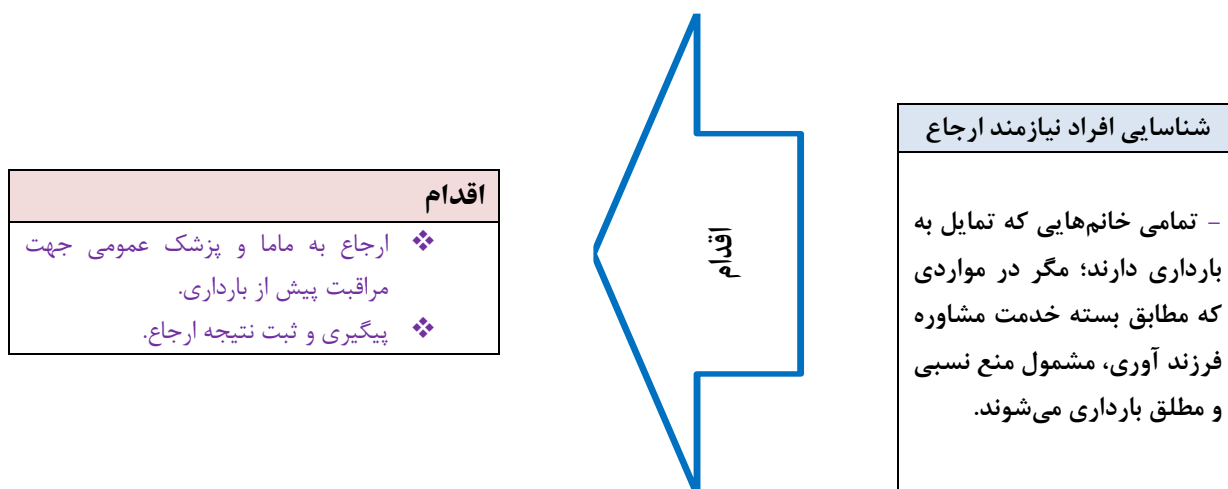 شناسایی افراد نیازمند ارجاع
- تمامی خانم‌هایی که تمایل به
بارداری دارند؛ مگر در مواردی
که مطابق بسته خدمت مشاوره
فرزند آوری، مشمول منع نسبی
و مطلق بارداری می‌شوند.
اقدام
اقدام
❖ ارجاع به ماما و پزشک عمومی جهت
مراقبت پیش از بارداری.
❖ پیگیری و ثبت نتیجه ارجاع.